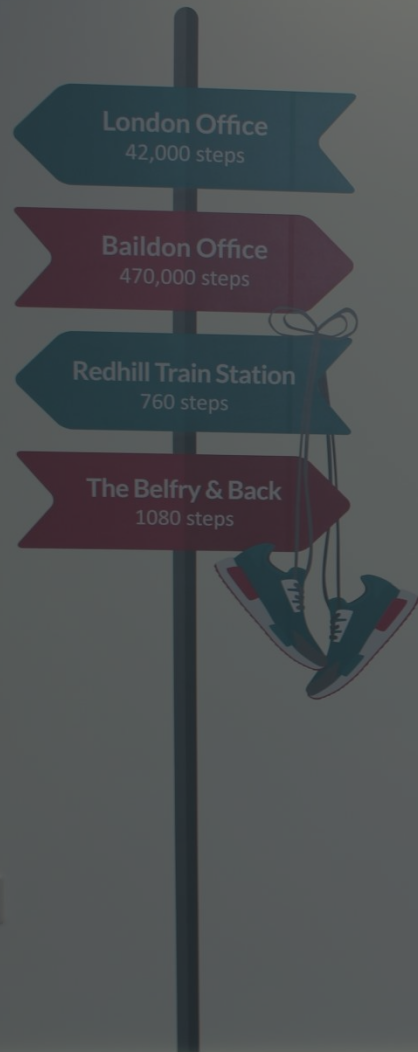 London Office
42,000 steps
Baildon Office
470,000 steps
Redhill Train Station
760 steps
The Belfry & Back
1080 steps